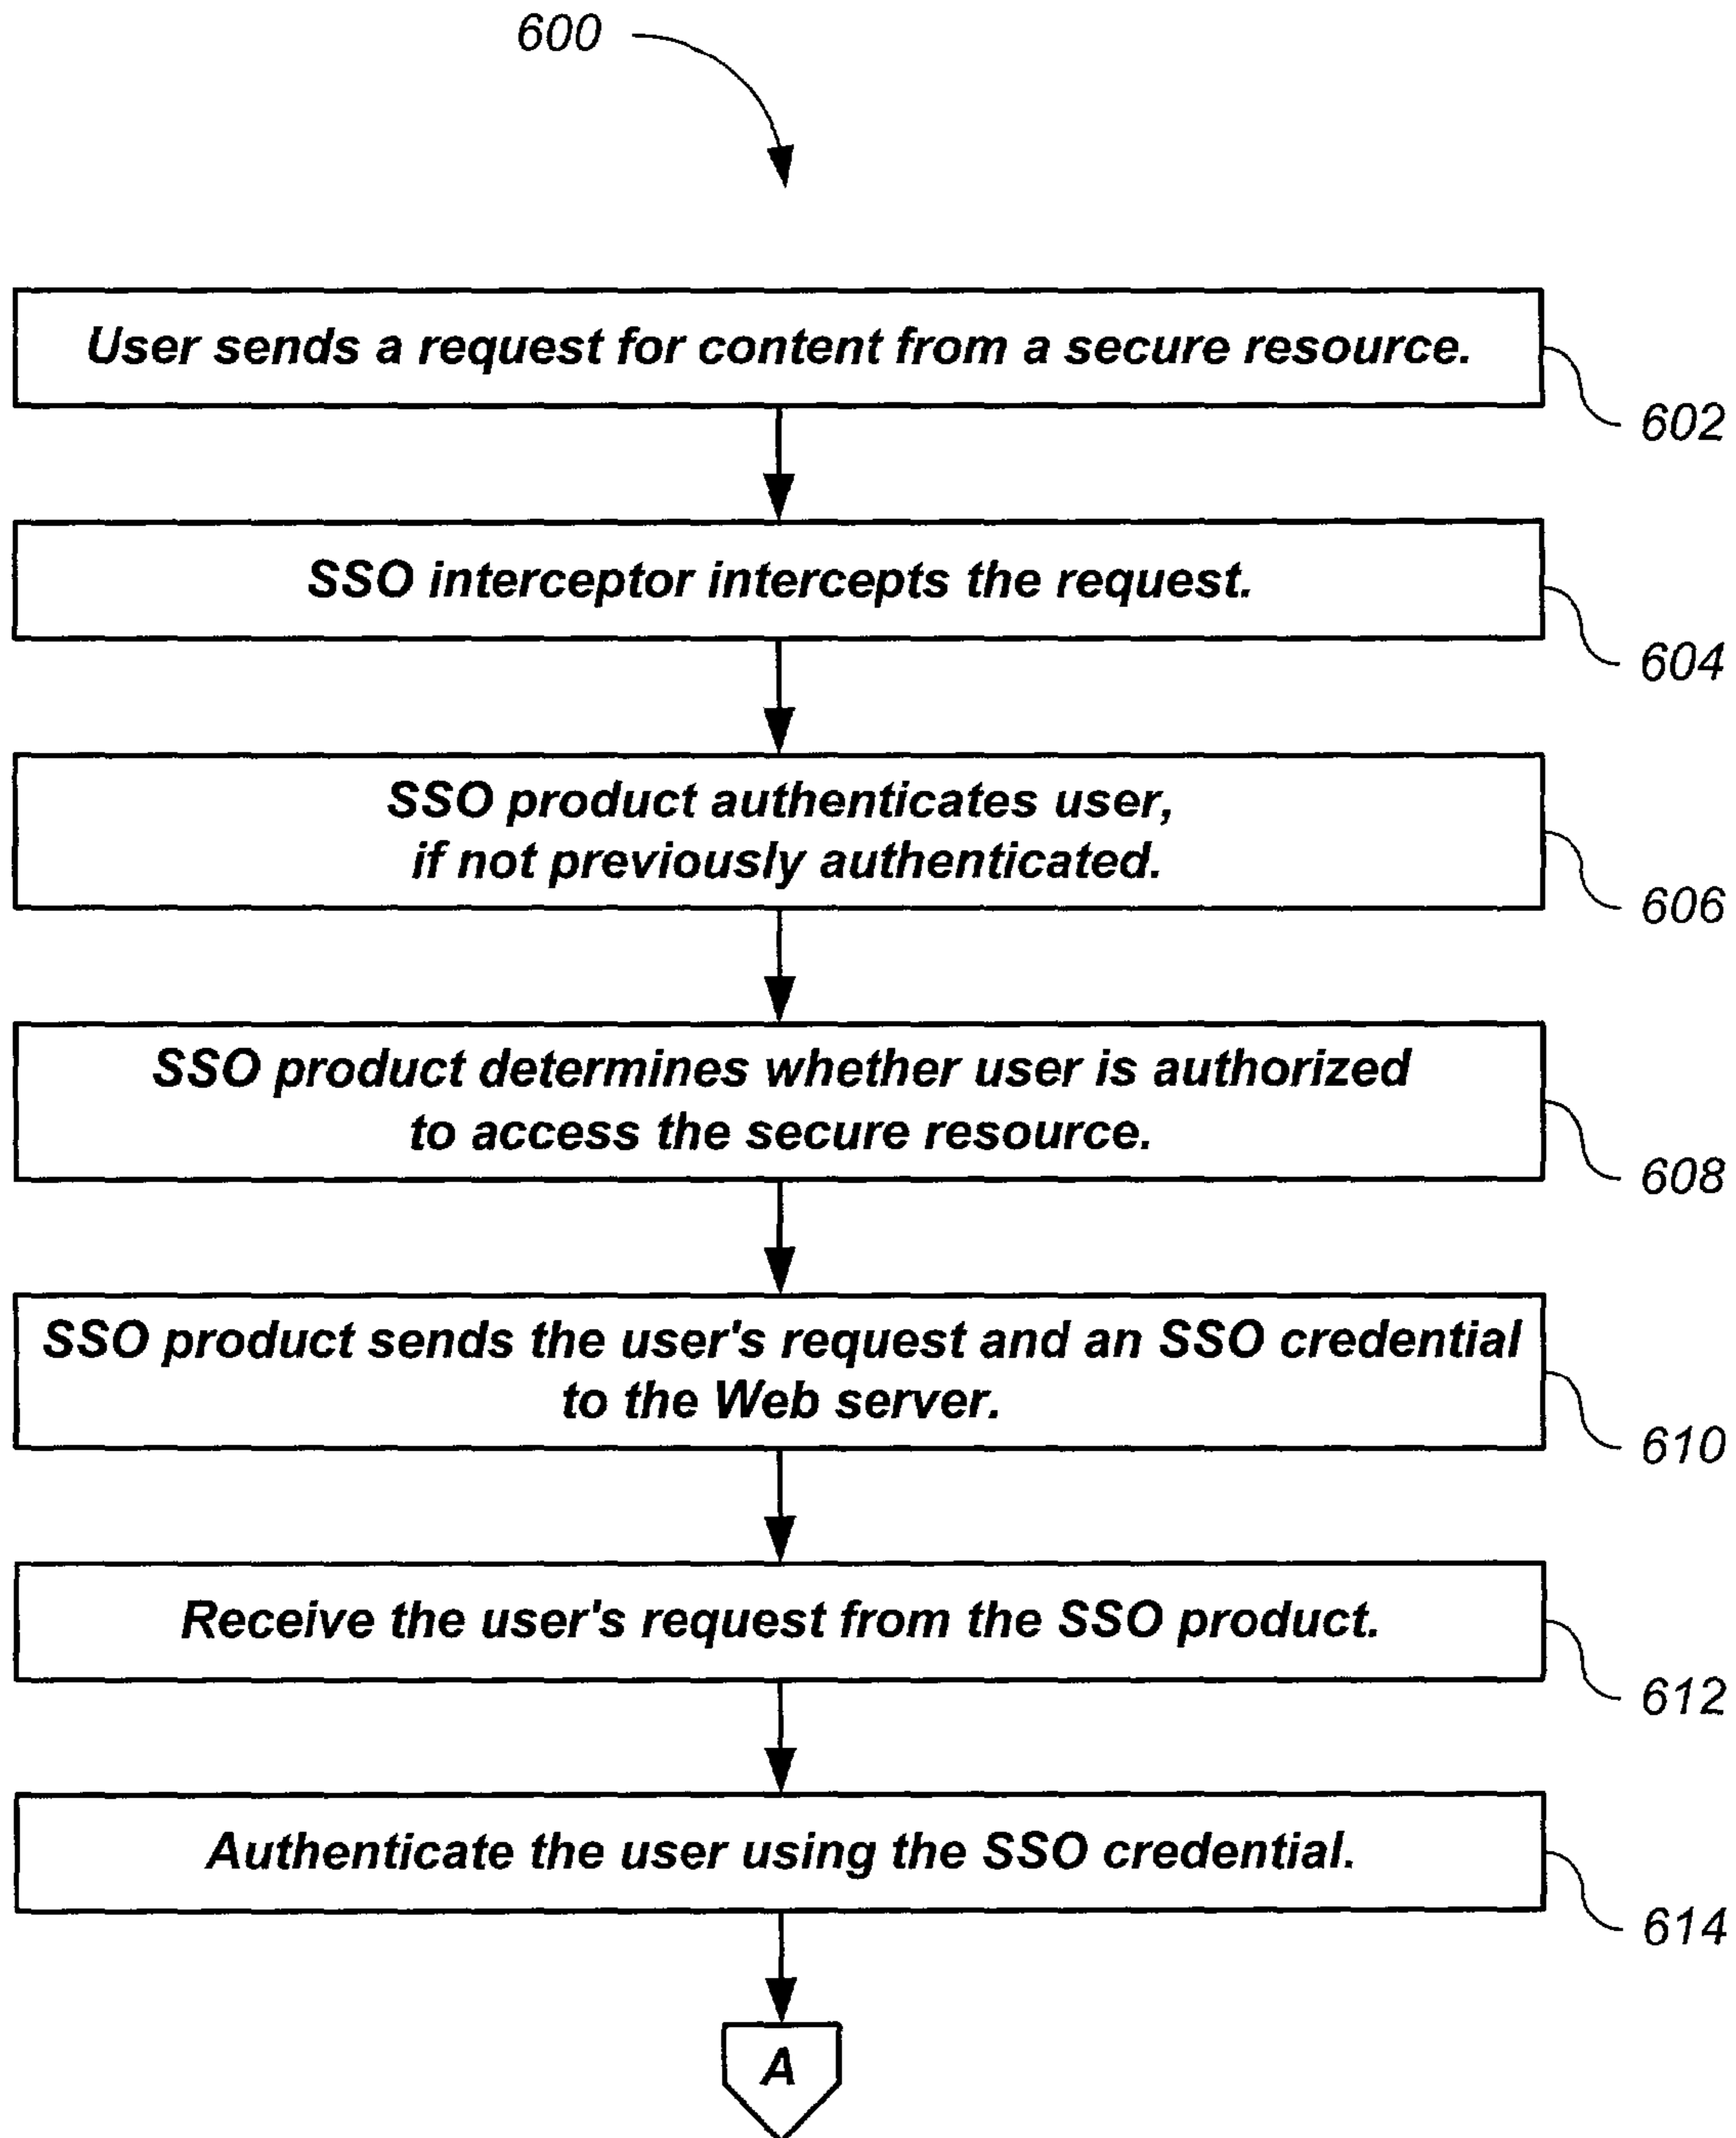 600
User sends a request for content from a secure resource.
602
SSO interceptor intercepts the request.
604
SSO product authenticates user,
if not previously authenticated.
606
SSO product determines whether user is authorized
to access the secure resource.
608
SSO product sends the user's request and an SSO credential
to the Web server.
610
Receive the user's request from the SSO product.
612
Authenticate the user using the SSO credential.
614
A